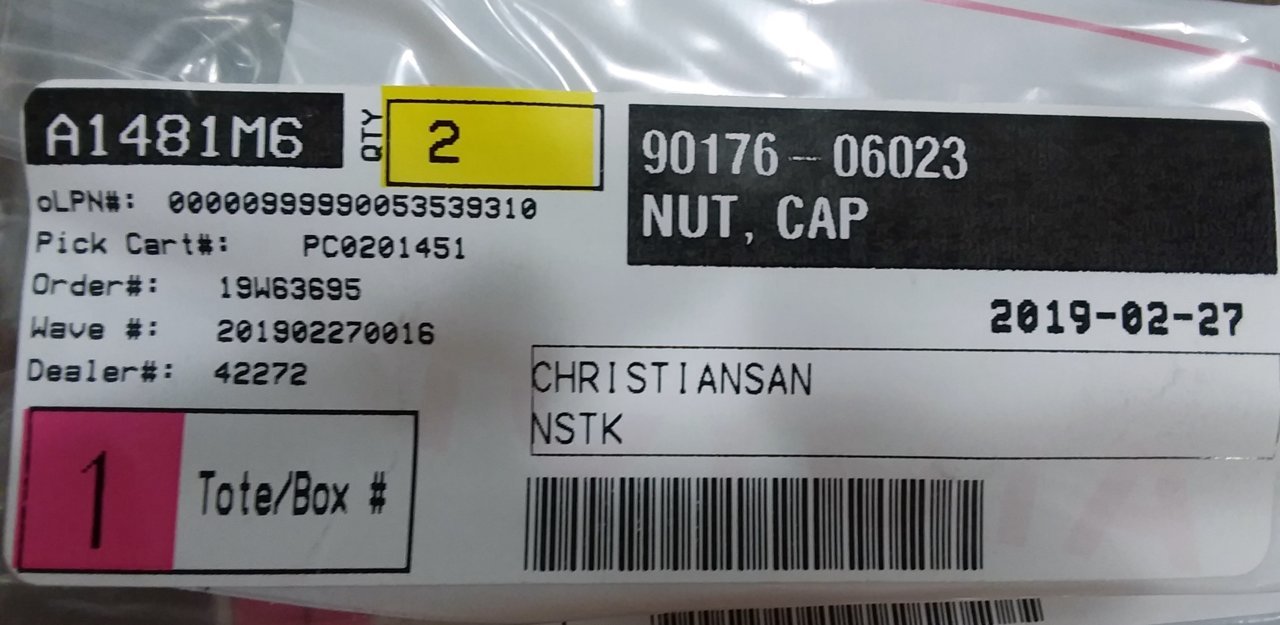 A1481M6
QTY 2
90176-06023
NUT, CAP
oLPN#: 00000999990053539310
Pick Cart#: PC0201451
Order#: 19W63695
Wave #: 201902270016
Dealer#: 42272
2019-02-27
CHRISTIANSAN
NSTK
1 Tote/Box #